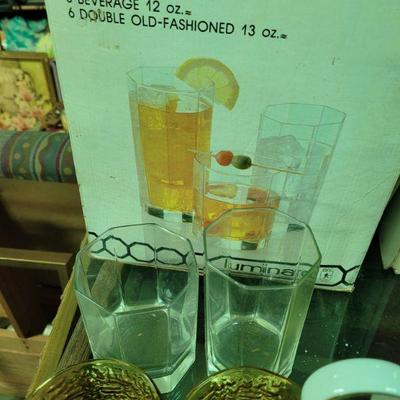 BEVERAGE 12 oz.≈
6 DOUBLE OLD-FASHIONED 13 oz.≈
luminarc